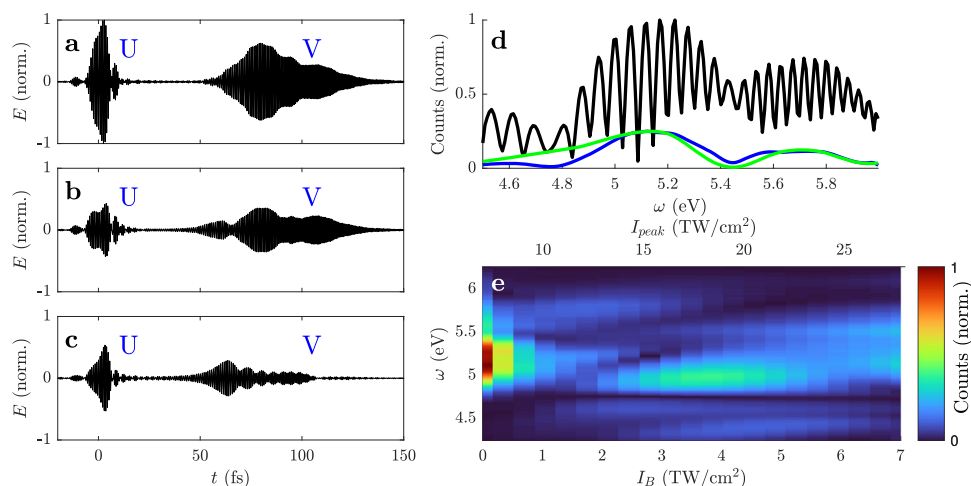 a
U
V
E (norm.)
1
0
-1
b
U
V
E (norm.)
1
0
-1
c
U
V
E (norm.)
1
0
-1
0
50
100
150
t (fs)
d
Counts (norm.)
1
0.5
0
4.6
4.8
5
5.2
5.4
5.6
5.8
ω (eV)
I_peak (TW/cm²)
10
15
20
25
e
ω (eV)
6
5.5
5
4.5
0
1
2
3
4
5
6
7
I_B (TW/cm²)
1
0
Counts (norm.)